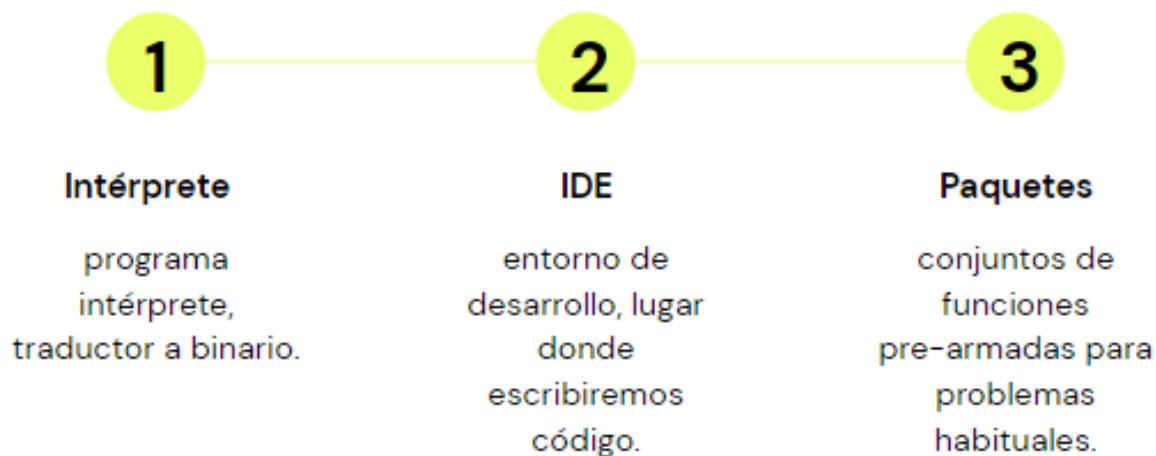 1
2
3
Intérprete
programa
intérprete,
traductor a binario.
IDE
entorno de
desarrollo, lugar
donde
escribiremos
código.
Paquetes
conjuntos de
funciones
pre-armadas para
problemas
habituales.